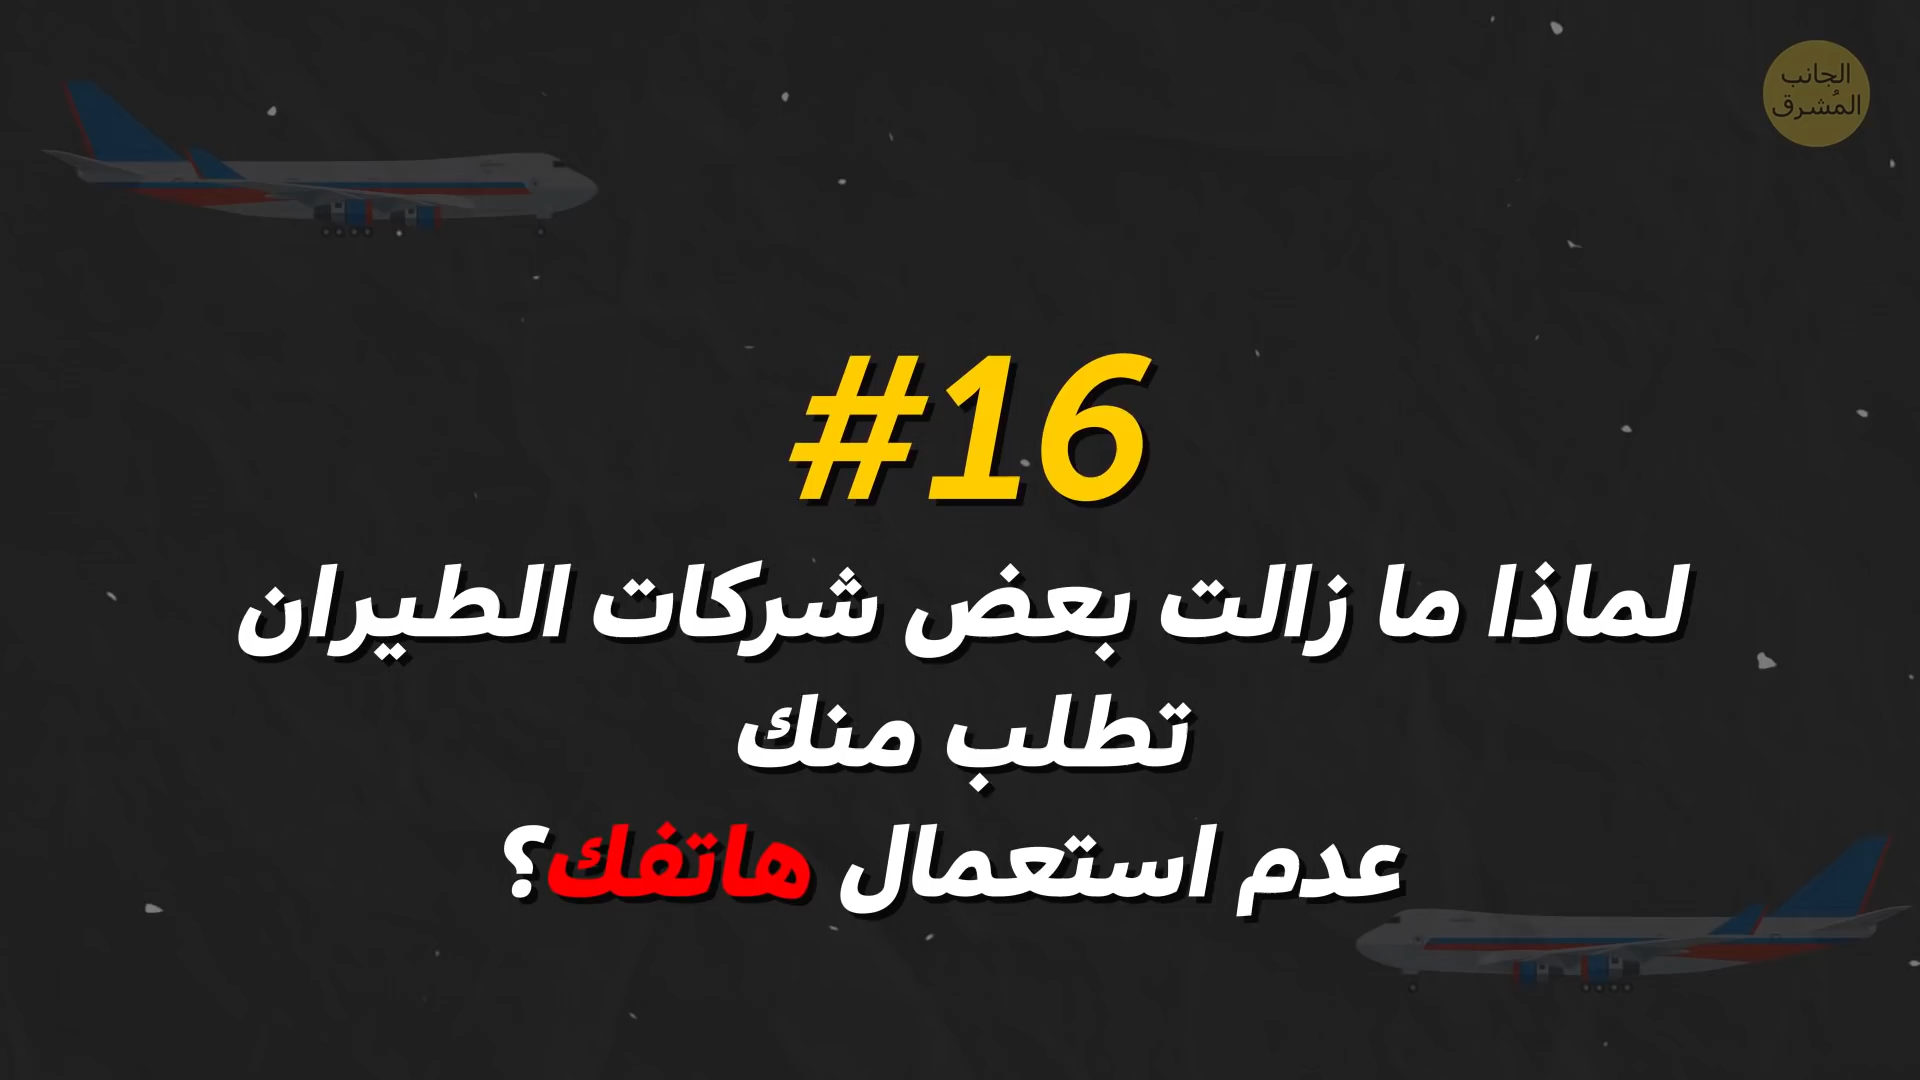 الجانب
المُشرق
#16
لماذا ما زالت بعض شركات الطيران
تطلب منك
عدم استعمال هاتفك؟